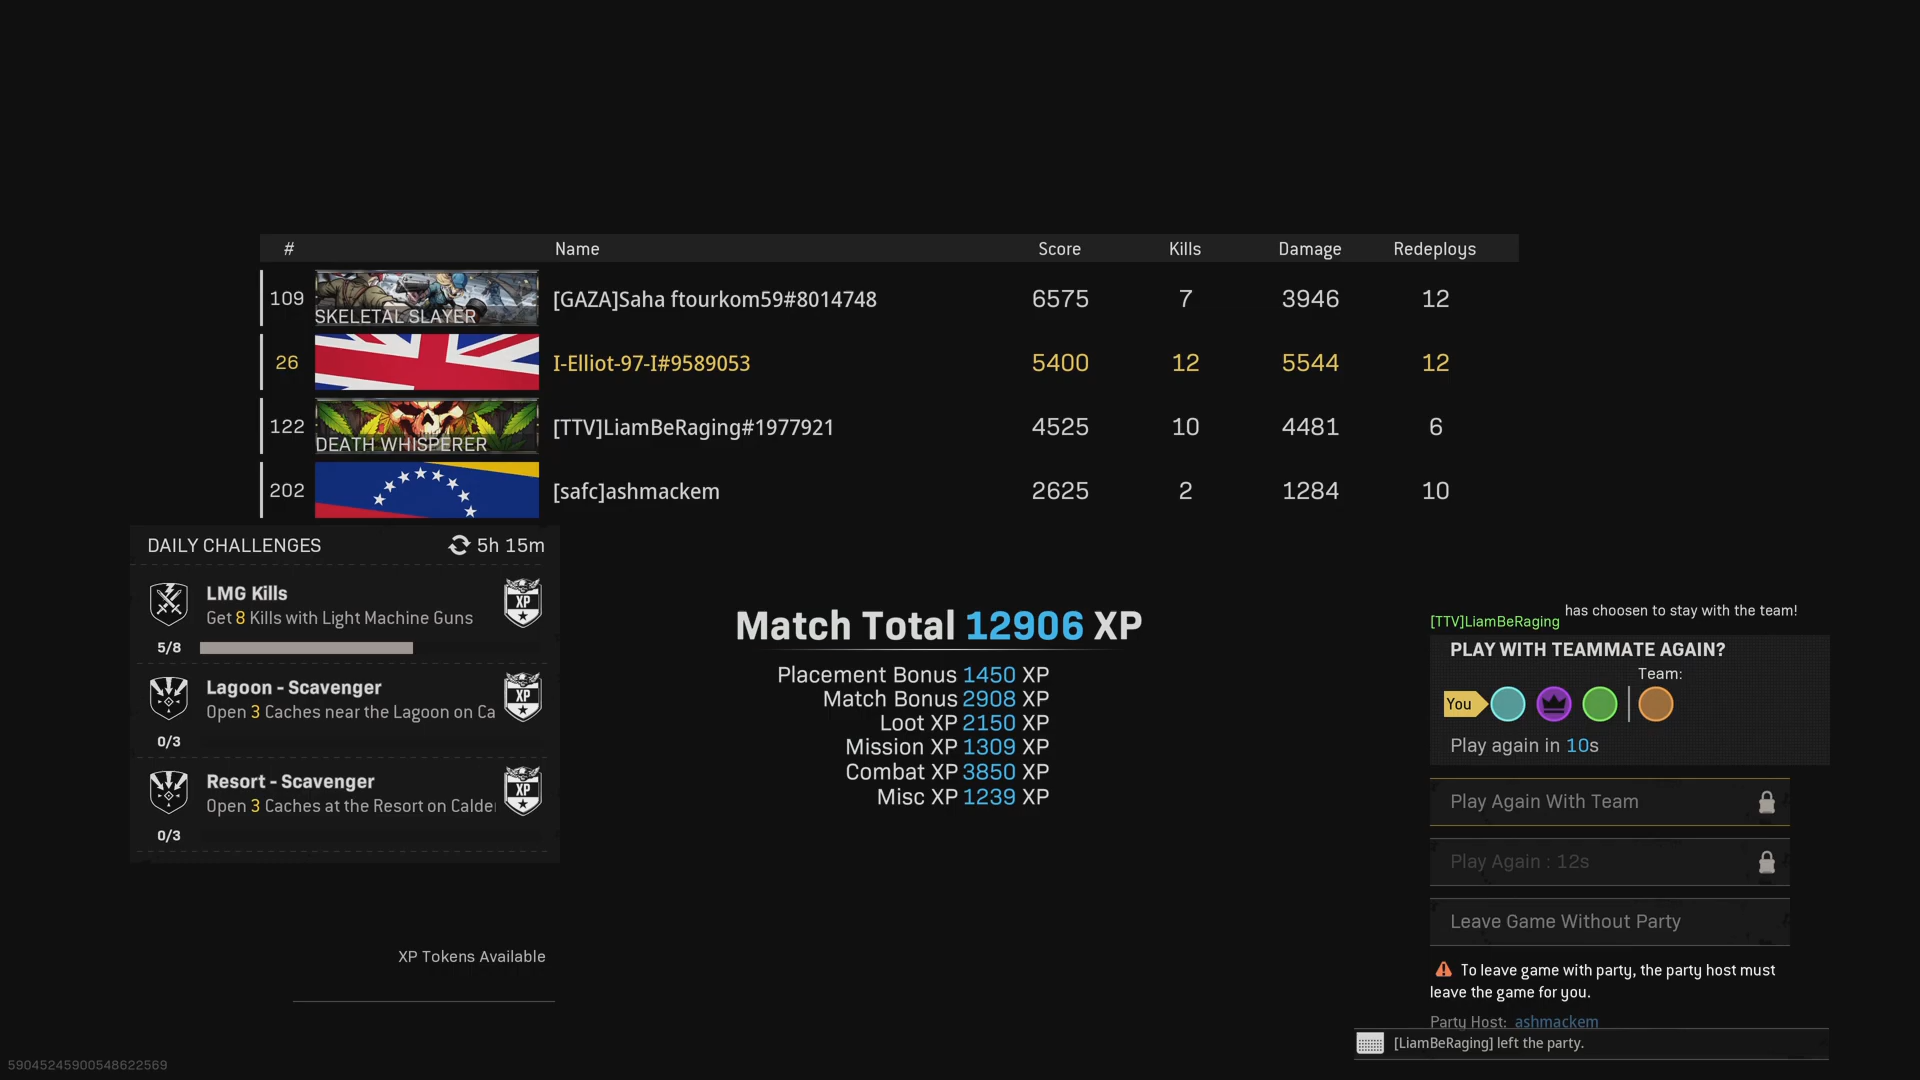 # Name Score Kills Damage Redeploys
109 SKELETAL SLAYER [GAZA]Saha ftourkom59#8014748 6575 7 3946 12
26 I-Elliot-97-I#9589053 5400 12 5544 12
122 DEATH WHISPERER [TTV]LiamBeRaging#1977921 4525 10 4481 6
202 [safc]ashmackem 2625 2 1284 10
DAILY CHALLENGES 5h 15m
LMG Kills
Get 8 Kills with Light Machine Guns
XP
5/8
Lagoon - Scavenger
Open 3 Caches near the Lagoon on Ca
XP
0/3
Resort - Scavenger
Open 3 Caches at the Resort on Calder
XP
0/3
XP Tokens Available
Match Total 12906 XP
Placement Bonus 1450 XP
Match Bonus 2908 XP
Loot XP 2150 XP
Mission XP 1309 XP
Combat XP 3850 XP
Misc XP 1239 XP
[TTV]LiamBeRaging has choosen to stay with the team!
PLAY WITH TEAMMATE AGAIN?
Team:
You
Play again in 10s
Play Again With Team
Play Again : 12s
Leave Game Without Party
To leave game with party, the party host must
leave the game for you.
Party Host: ashmackem
[LiamBeRaging] left the party.
59045245900548622569